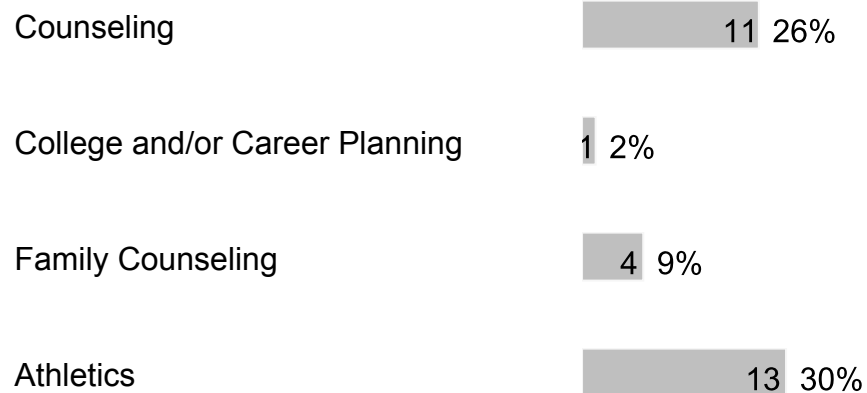 Counseling 11 26%
College and/or Career Planning 1 2%
Family Counseling 4 9%
Athletics 13 30%